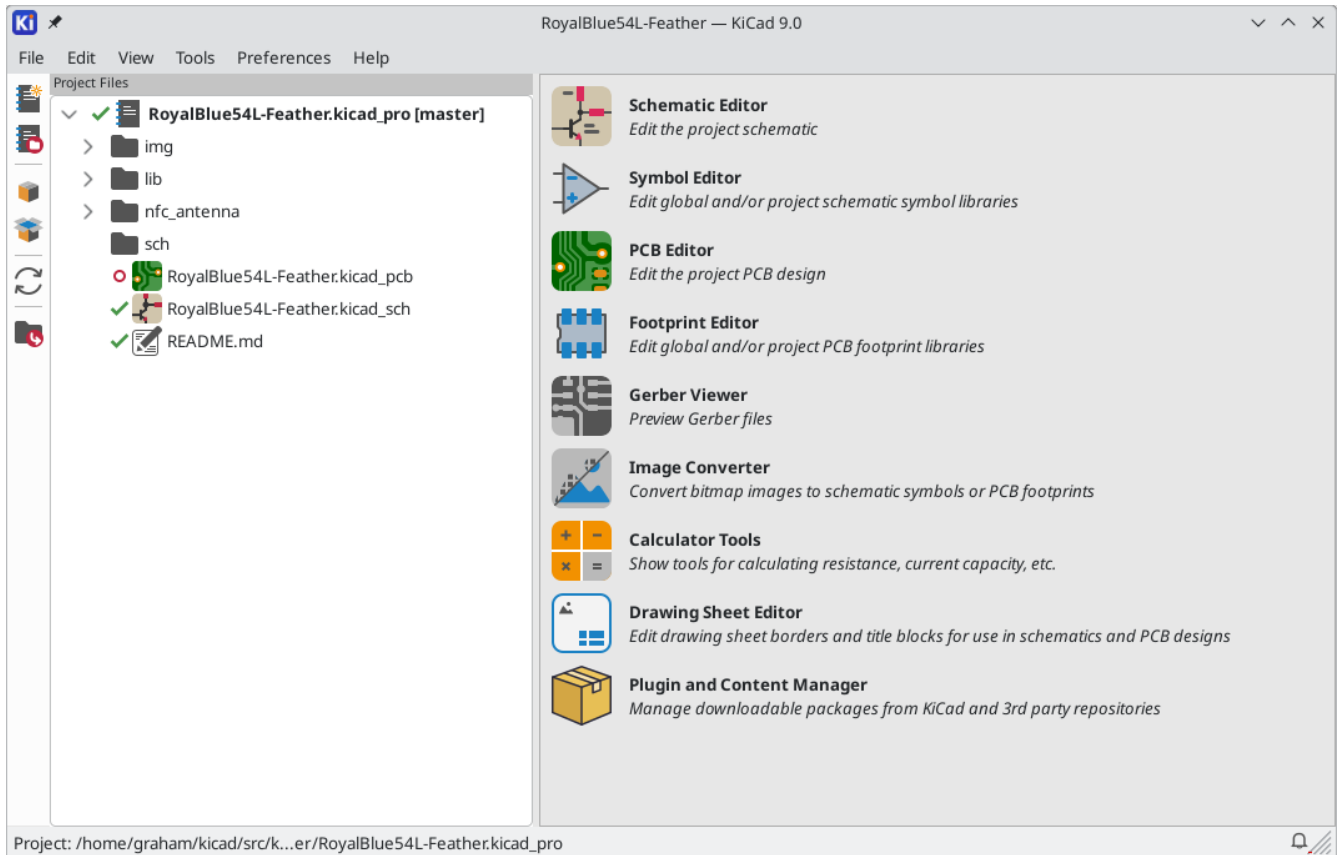 Ki
RoyalBlue54L-Feather — KiCad 9.0
File Edit View Tools Preferences Help
Project Files
RoyalBlue54L-Feather.kicad_pro [master]
img
lib
nfc_antenna
sch
RoyalBlue54L-Feather.kicad_pcb
RoyalBlue54L-Feather.kicad_sch
README.md
Schematic Editor
Edit the project schematic
Symbol Editor
Edit global and/or project schematic symbol libraries
PCB Editor
Edit the project PCB design
Footprint Editor
Edit global and/or project PCB footprint libraries
Gerber Viewer
Preview Gerber files
Image Converter
Convert bitmap images to schematic symbols or PCB footprints
Calculator Tools
Show tools for calculating resistance, current capacity, etc.
Drawing Sheet Editor
Edit drawing sheet borders and title blocks for use in schematics and PCB designs
Plugin and Content Manager
Manage downloadable packages from KiCad and 3rd party repositories
Project: /home/graham/kicad/src/k...er/RoyalBlue54L-Feather.kicad_pro